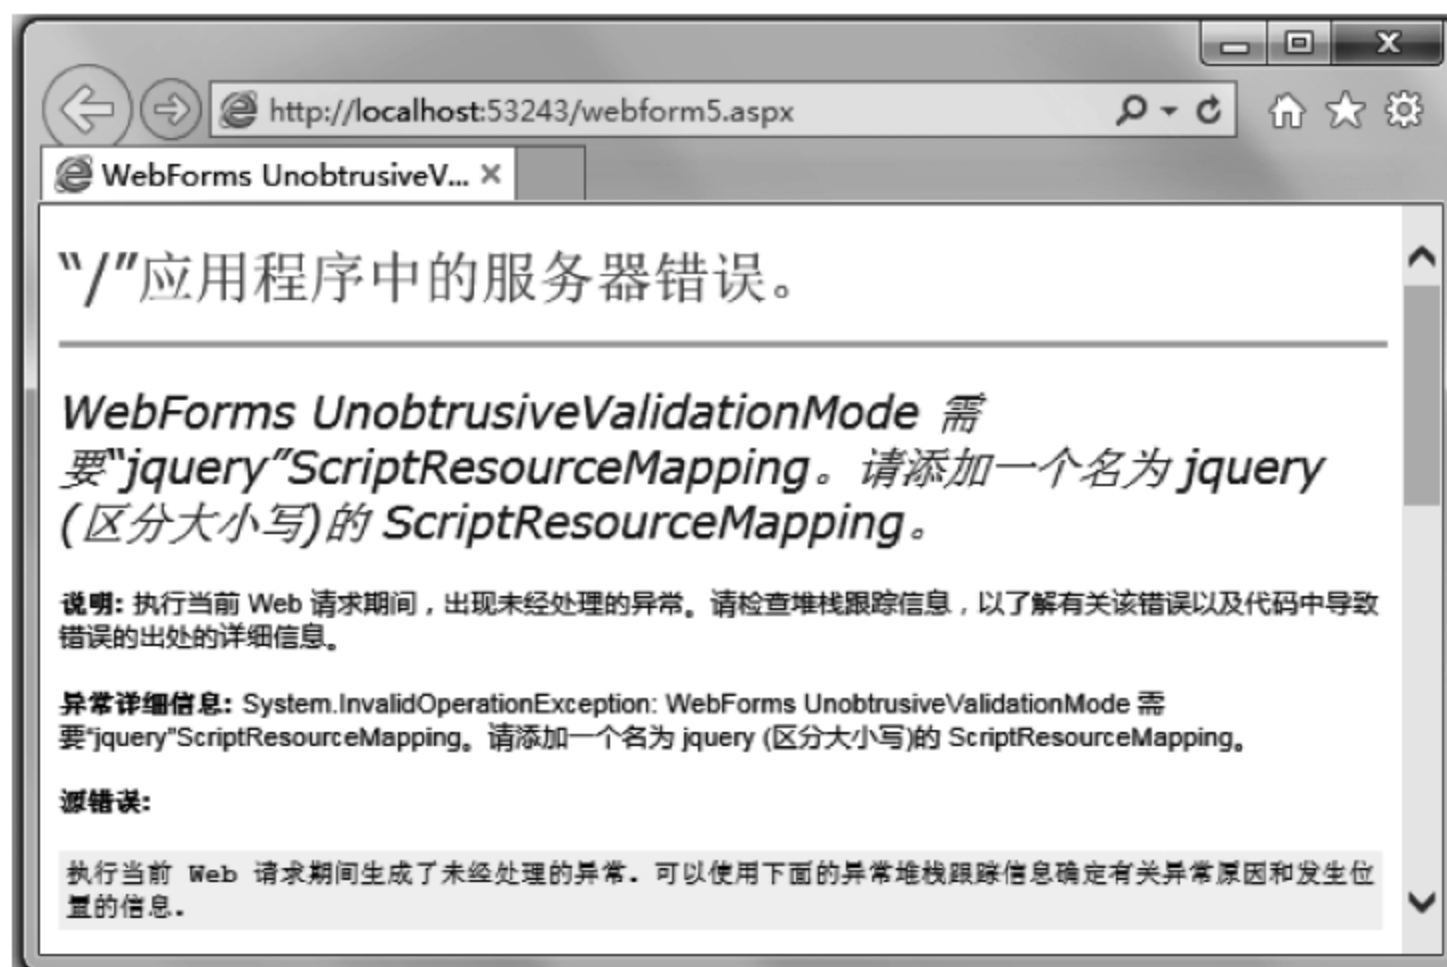 http://localhost:53243/webform5.aspx
WebForms UnobtrusiveV...
“/”应用程序中的服务器错误。
WebForms UnobtrusiveValidationMode 需
要“jquery”ScriptResourceMapping。请添加一个名为 jquery
(区分大小写)的 ScriptResourceMapping。
说明: 执行当前 Web 请求期间，出现未经处理的异常。请检查堆栈跟踪信息，以了解有关该错误以及代码中导致
错误的出处的详细信息。
异常详细信息: System.InvalidOperationException: WebForms UnobtrusiveValidationMode 需
要“jquery”ScriptResourceMapping。请添加一个名为 jquery (区分大小写)的 ScriptResourceMapping。
源错误:
执行当前 Web 请求期间生成了未经处理的异常. 可以使用下面的异常堆栈跟踪信息确定有关异常原因和发生位
置的信息.